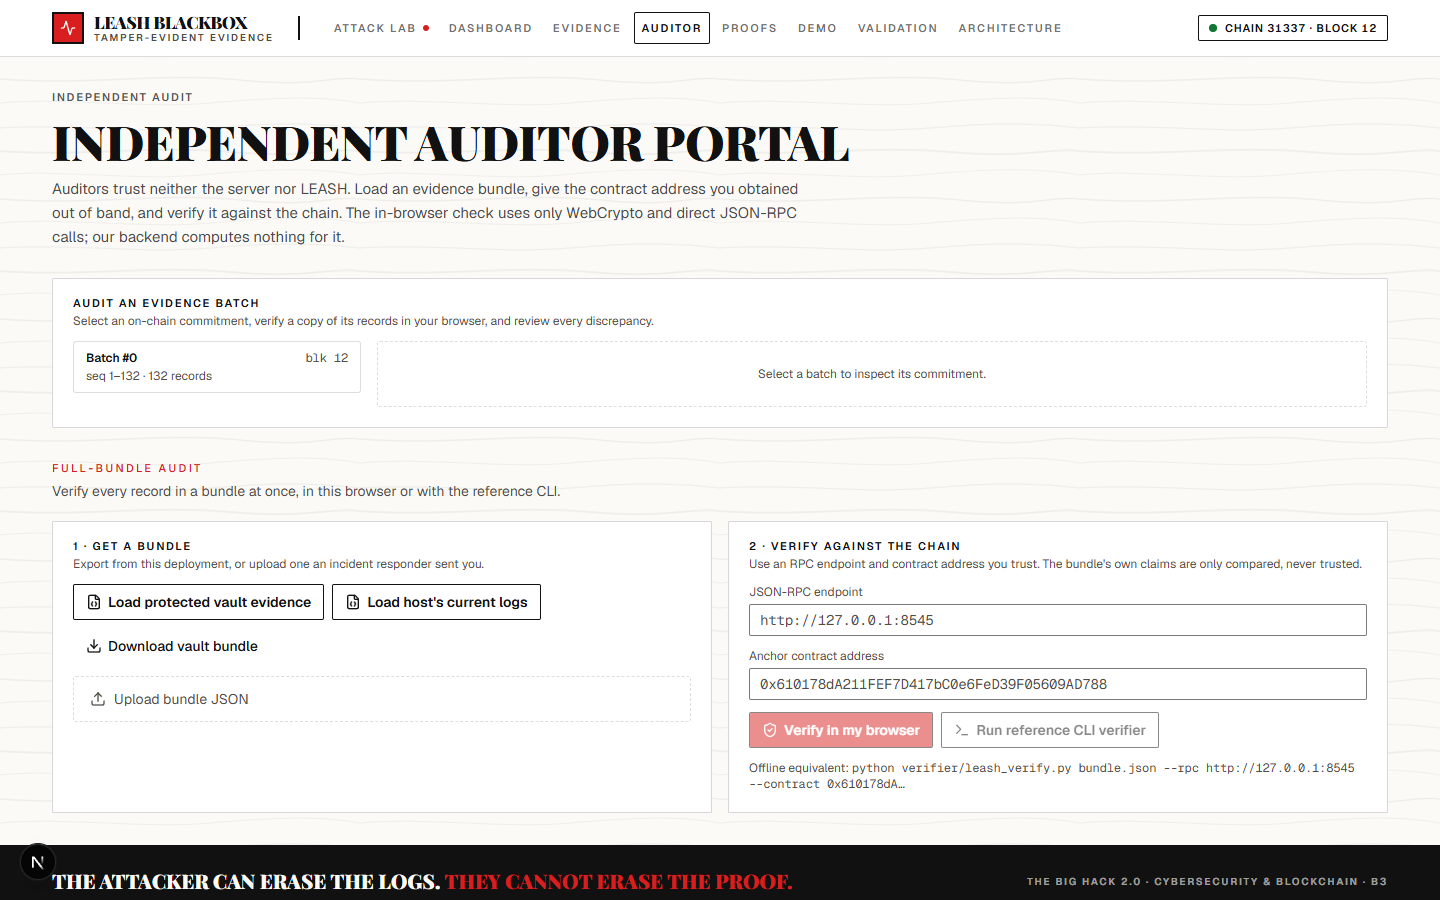 LEASH BLACKBOX
TAMPER-EVIDENT EVIDENCE
ATTACK LAB
DASHBOARD
EVIDENCE
AUDITOR
PROOFS
DEMO
VALIDATION
ARCHITECTURE
CHAIN 31337 · BLOCK 12
INDEPENDENT AUDIT
INDEPENDENT AUDITOR PORTAL
Auditors trust neither the server nor LEASH. Load an evidence bundle, give the contract address you obtained
out of band, and verify it against the chain. The in-browser check uses only WebCrypto and direct JSON-RPC
calls; our backend computes nothing for it.
AUDIT AN EVIDENCE BATCH
Select an on-chain commitment, verify a copy of its records in your browser, and review every discrepancy.
Batch #0 blk 12
seq 1–132 · 132 records
Select a batch to inspect its commitment.
FULL-BUNDLE AUDIT
Verify every record in a bundle at once, in this browser or with the reference CLI.
1 · GET A BUNDLE
Export from this deployment, or upload one an incident responder sent you.
Load protected vault evidence
Load host's current logs
Download vault bundle
Upload bundle JSON
2 · VERIFY AGAINST THE CHAIN
Use an RPC endpoint and contract address you trust. The bundle's own claims are only compared, never trusted.
JSON-RPC endpoint
http://127.0.0.1:8545
Anchor contract address
0x610178dA211FEF7D417bC0e6FeD39F05609AD788
Verify in my browser
Run reference CLI verifier
Offline equivalent: python verifier/leash_verify.py bundle.json --rpc http://127.0.0.1:8545
--contract 0x610178dA…
N
THE ATTACKER CAN ERASE THE LOGS. THEY CANNOT ERASE THE PROOF.
THE BIG HACK 2.0 · CYBERSECURITY & BLOCKCHAIN · B3